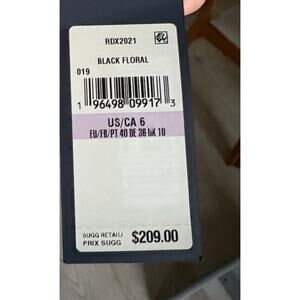 RDX2021
BLACK FLORAL
019
1 96498 09917 3
US/CA 6
EU/FR/PT 40 DE 36 UK 10
SUGG RETAIL/
PRIX SUGG
$209.00